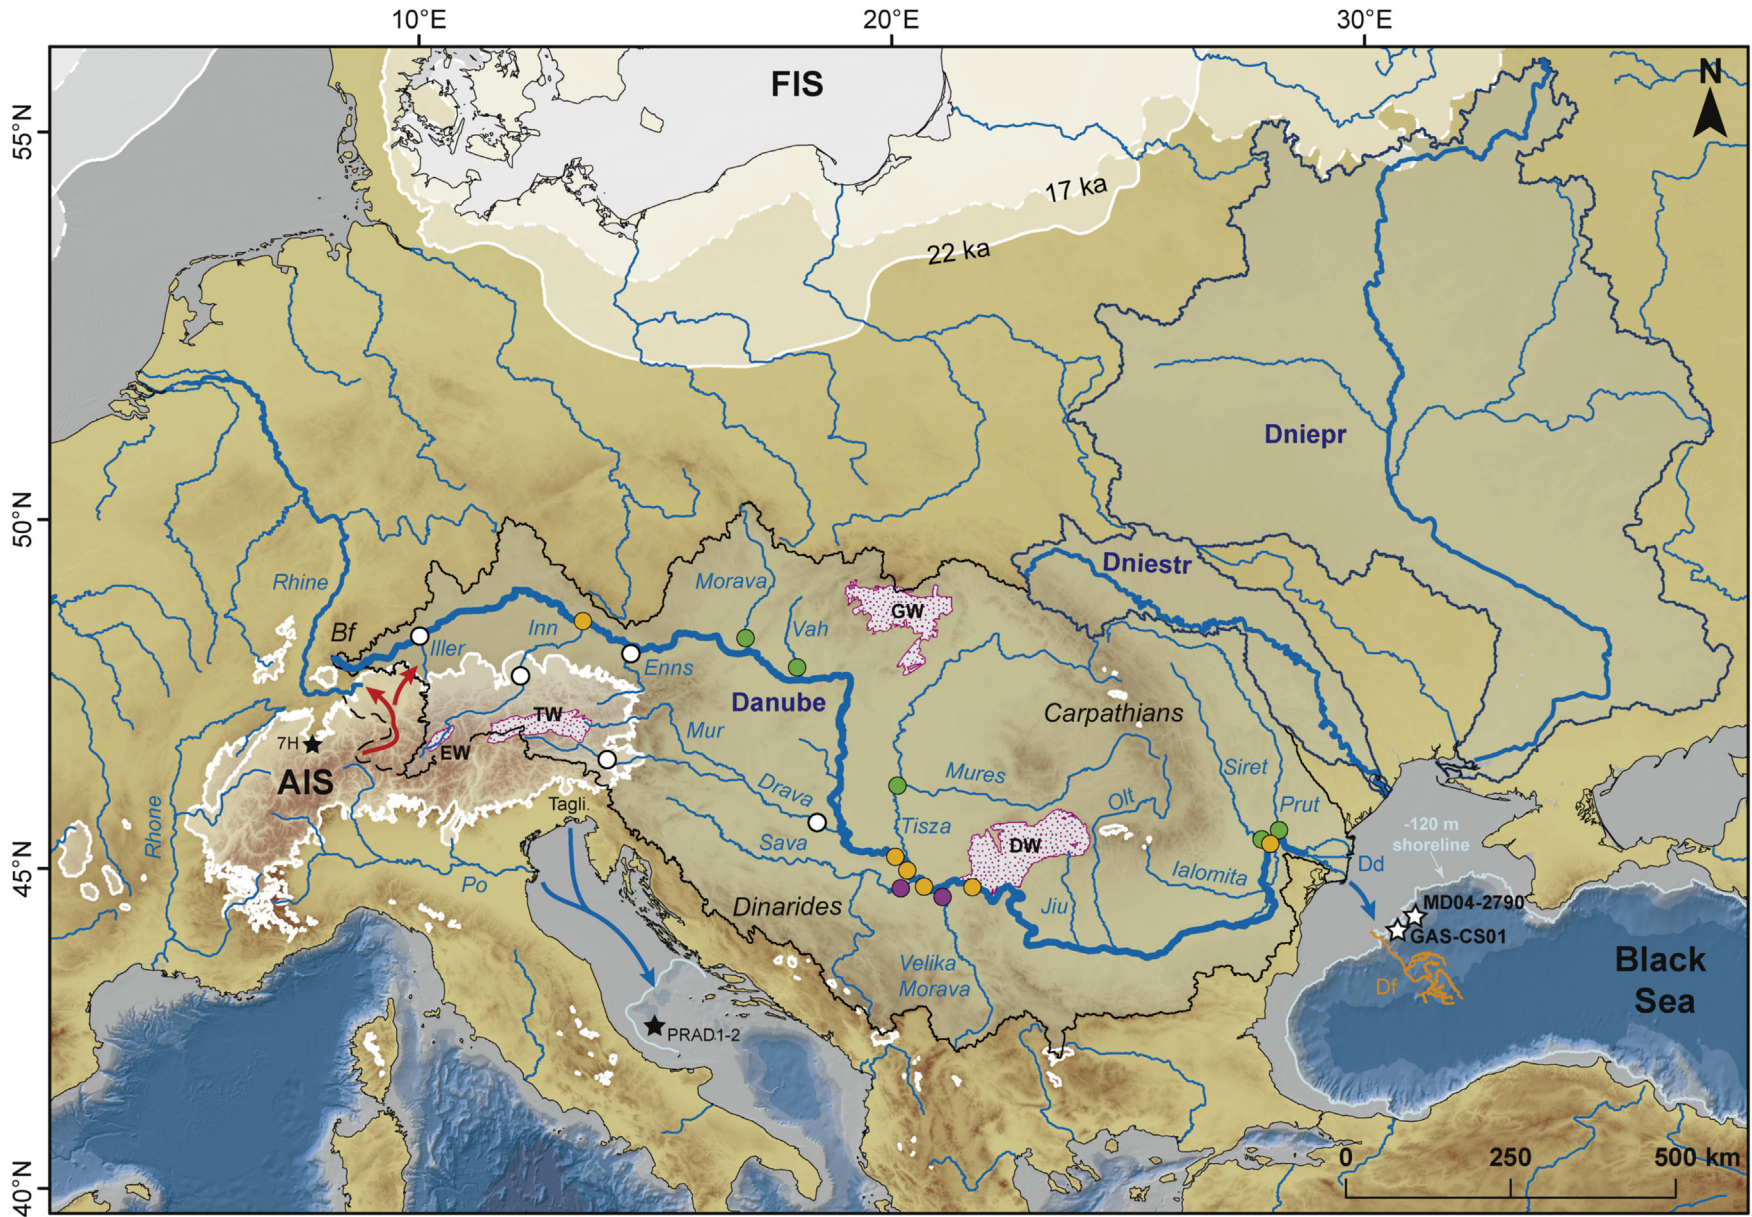 10°E
20°E
30°E
N
FIS
55°N
17 ka
22 ka
Dniepr
50°N
Dniestr
Rhine
Morava
GW
Bf
Inn
Vah
Iller
Enns
Danube
TW
Carpathians
7H
EW
Mur
AIS
Siret
Mures
Drava
Olt
Tagli.
Prut
Rhone
Tisza
-120 m
shoreline
Sava
DW
45°N
Dd
Po
Ialomita
Dinarides
Jiu
MD04-2790
GAS-CS01
Velika
Morava
Black
Sea
Df
PRAD1-2
40°N
0
250
500 km